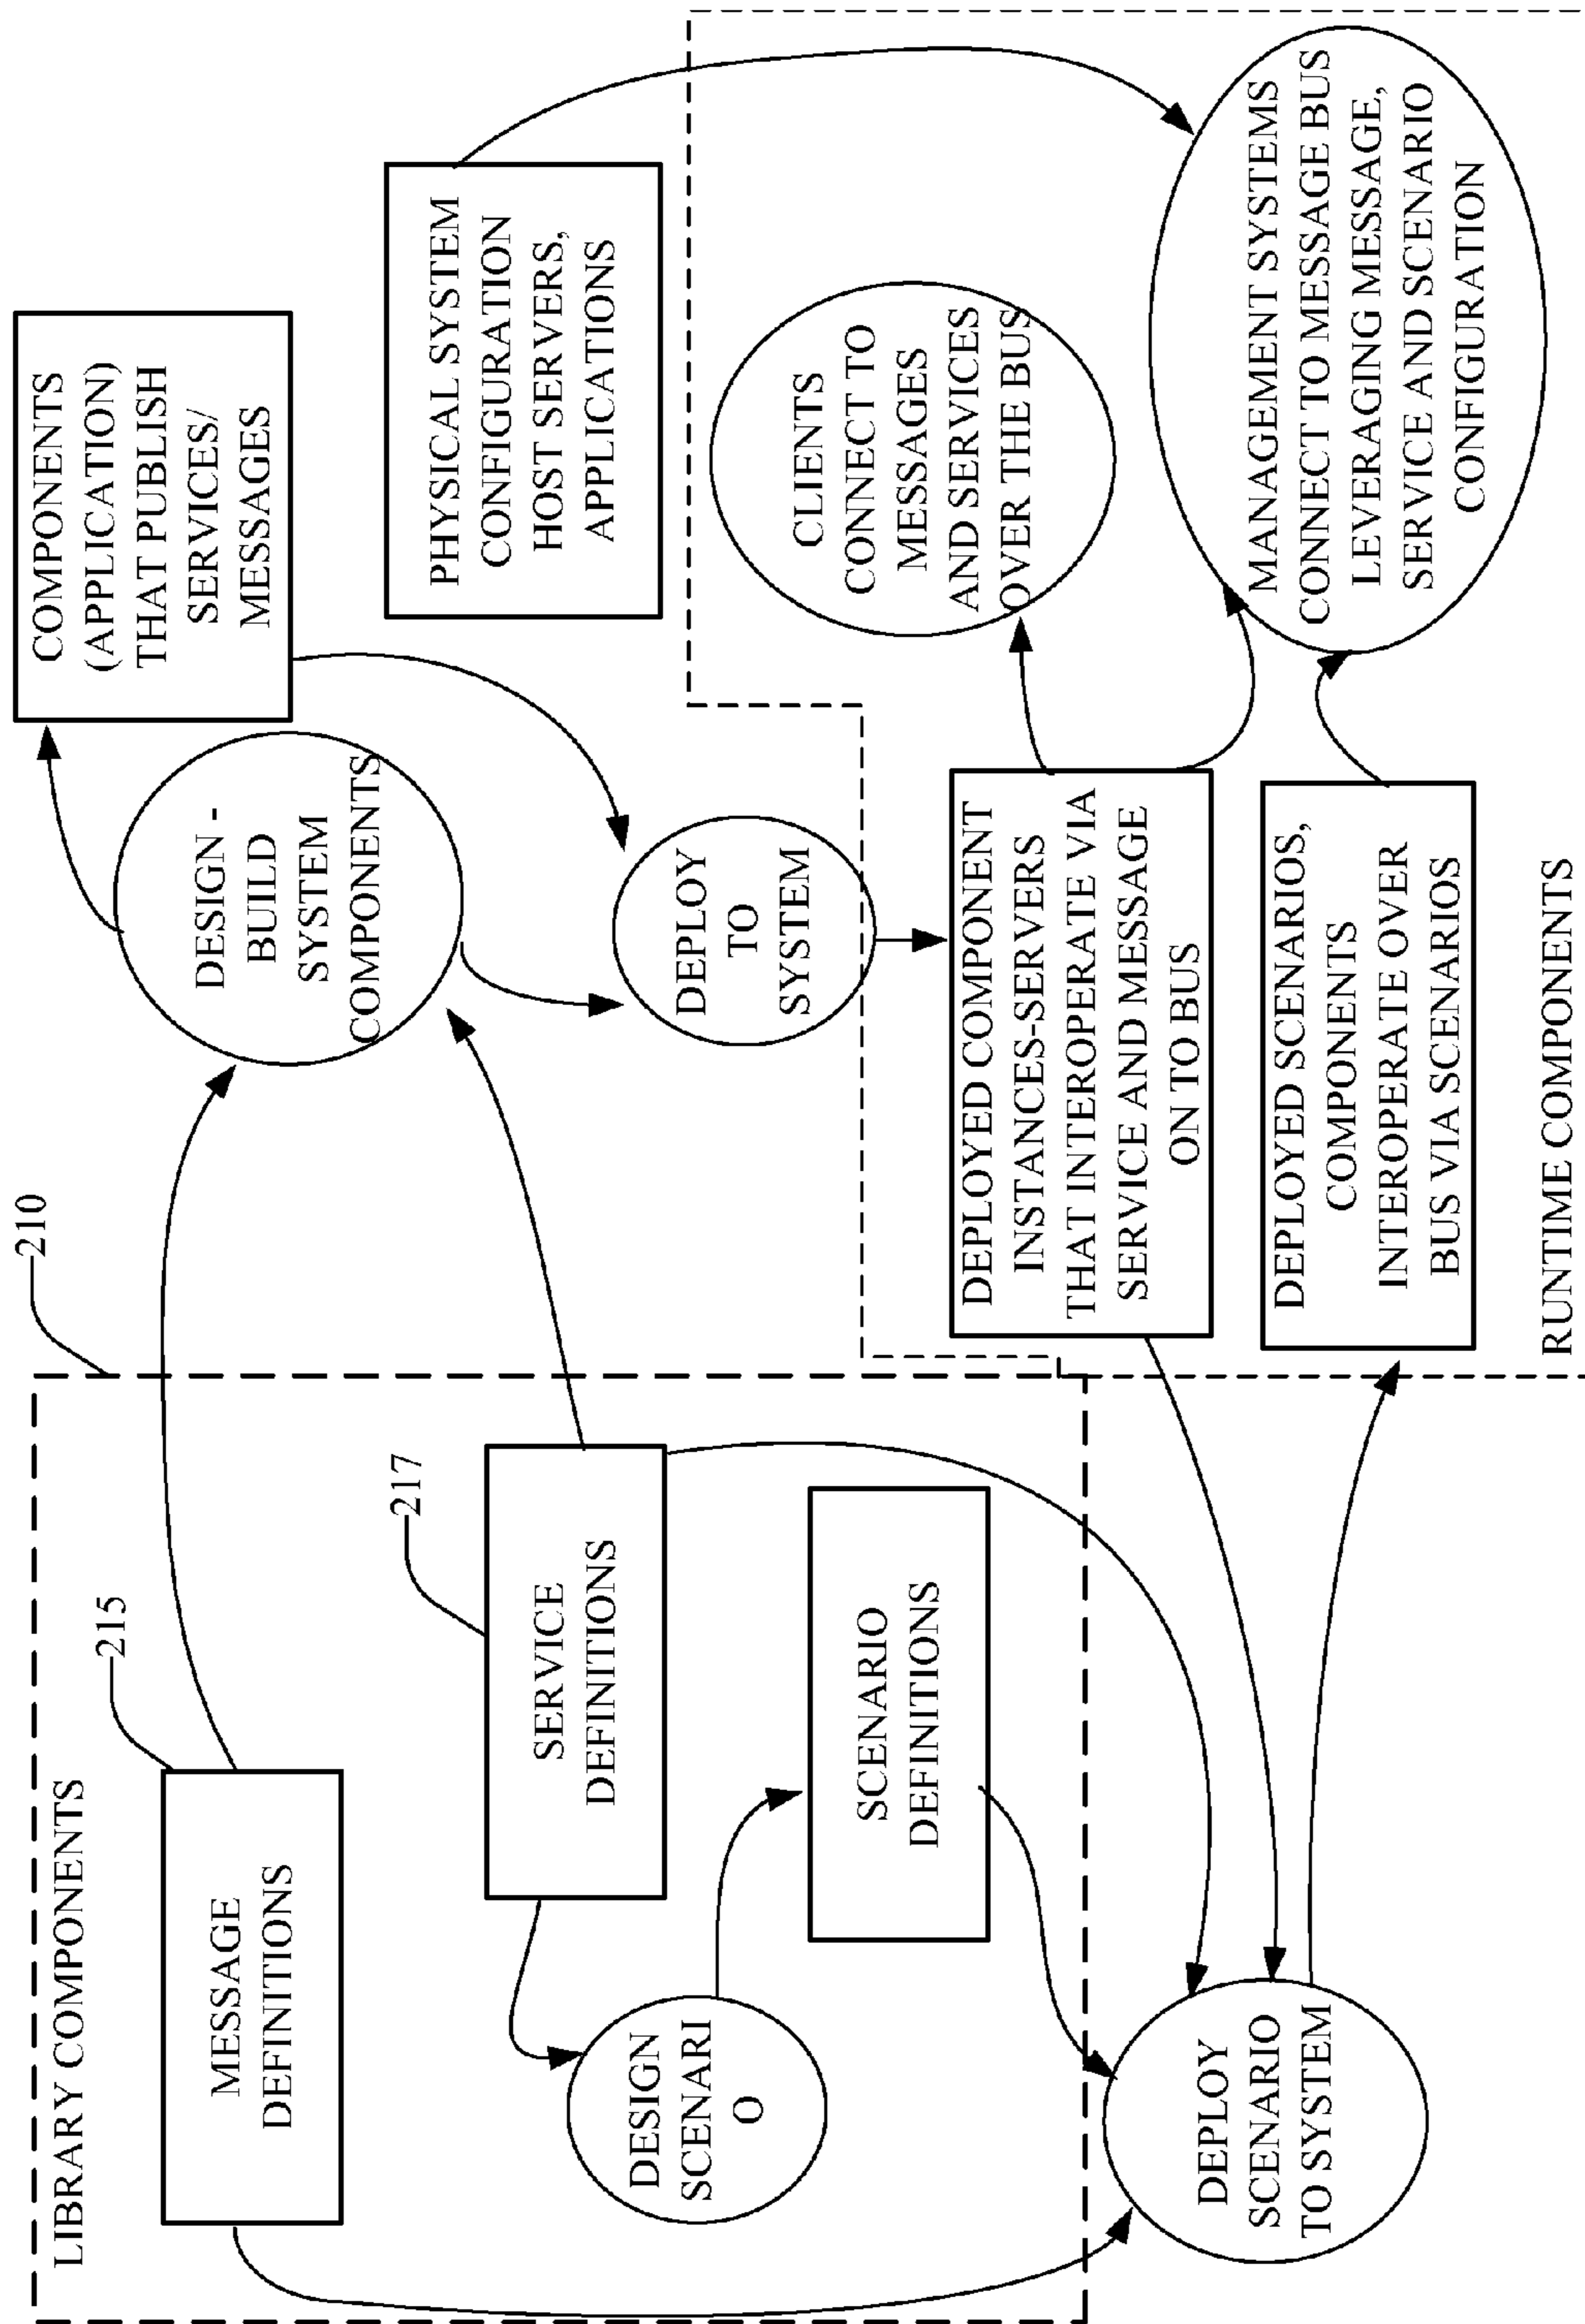 LIBRARY COMPONENTS
210
215
MESSAGE
DEFINITIONS
217
SERVICE
DEFINITIONS
DESIGN
SCENARI
O
SCENARIO
DEFINITIONS
DEPLOY
SCENARIO
TO SYSTEM
DESIGN -
BUILD
SYSTEM
COMPONENTS
COMPONENTS
(APPLICATION)
THAT PUBLISH
SERVICES/
MESSAGES
DEPLOY
TO
SYSTEM
PHYSICAL SYSTEM
CONFIGURATION
HOST SERVERS,
APPLICATIONS
DEPLOYED COMPONENT
INSTANCES-SERVERS
THAT INTEROPERATE VIA
SERVICE AND MESSAGE
ON TO BUS
CLIENTS
CONNECT TO
MESSAGES
AND SERVICES
OVER THE BUS
DEPLOYED SCENARIOS,
COMPONENTS
INTEROPERATE OVER
BUS VIA SCENARIOS
MANAGEMENT SYSTEMS
CONNECT TO MESSAGE BUS
LEVERAGING MESSAGE,
SERVICE AND SCENARIO
CONFIGURATION
RUNTIME COMPONENTS